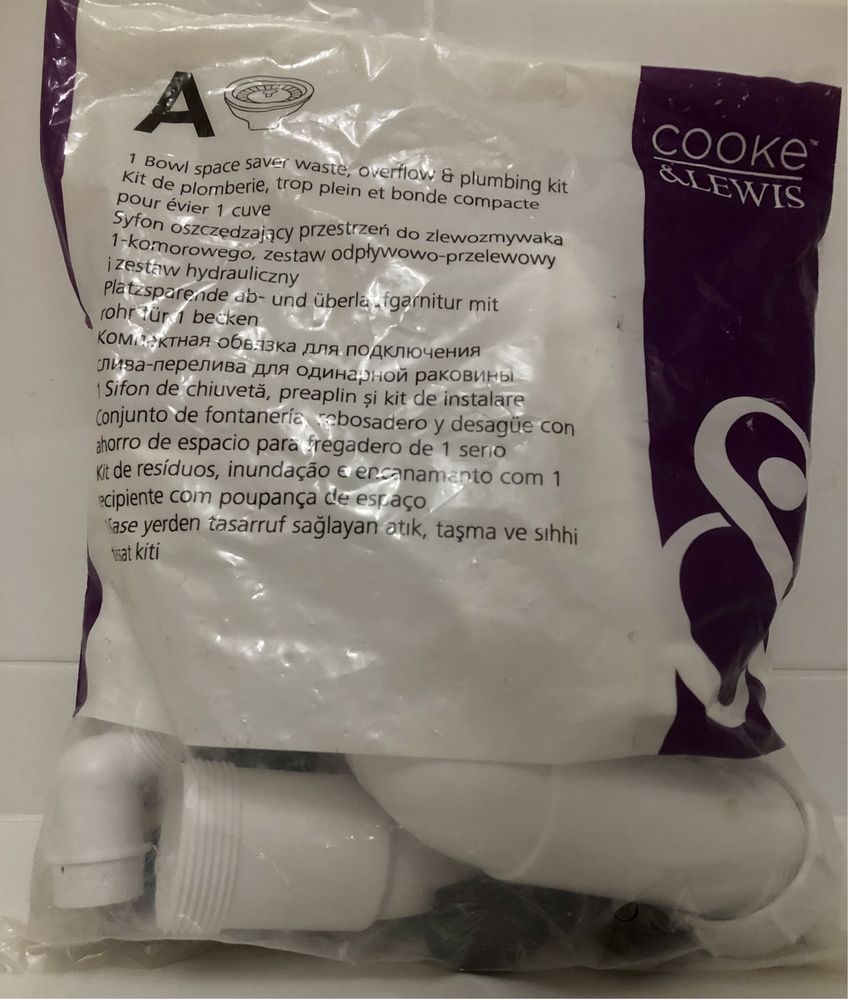 A
COOKe™
&LEWIS
1 Bowl space saver waste, overflow & plumbing kit
Kit de plomberie, trop plein et bonde compacte
pour évier 1 cuve
Syfon oszczędzający przestrzeń do zlewozmywaka
1-komorowego, zestaw odpływowo-przelewowy
i zestaw hydrauliczny
Platzsparende ab- und überlaufgarnitur mit
rohr für 1 becken
Компактная обвязка для подключения
слива-перелива для одинарной раковины
1 Sifon de chiuvetă, preaplin și kit de instalare
Conjunto de fontanería, rebosadero y desagüe con
ahorro de espacio para fregadero de 1 seno
Kit de resíduos, inundação e encanamento com 1
recipiente com poupança de espaço
yerden tasarruf sağlayan atık, taşma ve sıhhi
kiti